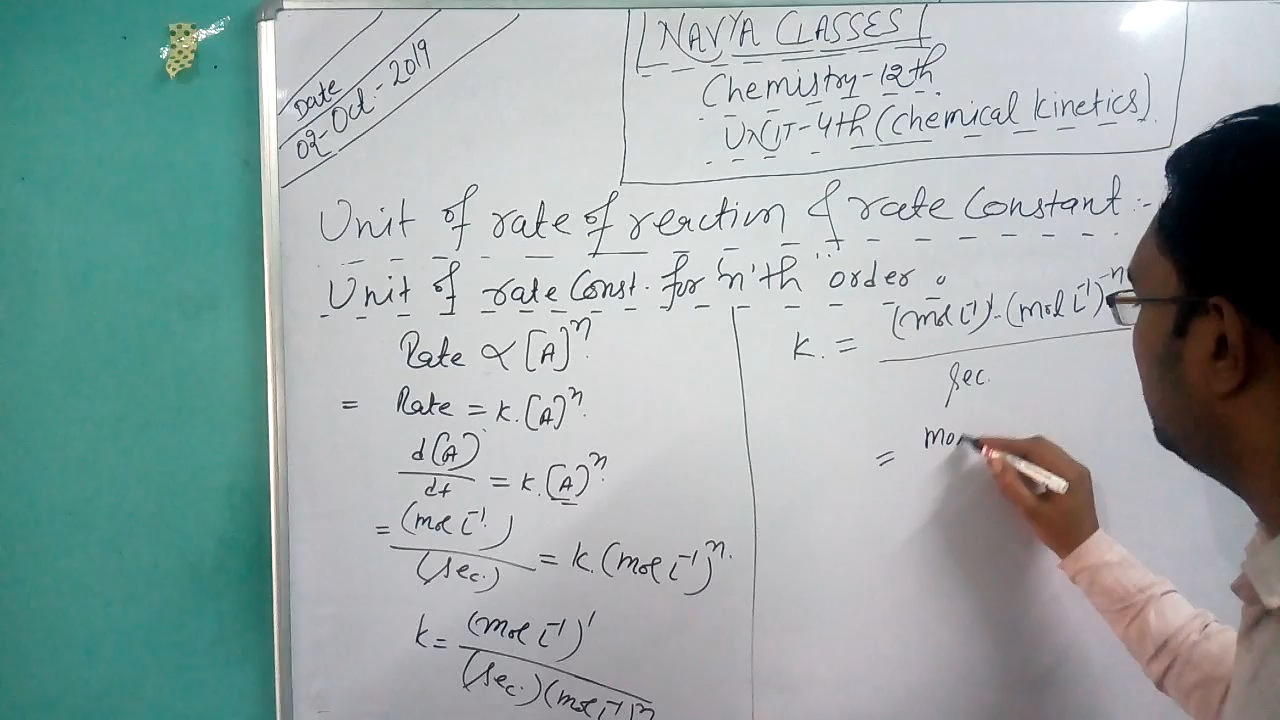 Date
02-Oct.-2019
NAVYA CLASSES
Chemistry-12th.
UNIT-4th (Chemical kinetics).
Unit of rate of reaction & rate Constant :-
Unit of rate Const. for 'n'th order .
Rate ∝ [A]^n.
= Rate = k.[A]^n.
d(A)/dt = k.[A]^n.
= (mol L^-1)/(sec.) = k.(mol L^-1)^n.
k = (mol L^-1)^1/(sec.)(mol L^-1)^n
k. = (mol L^-1)^1.(mol L^-1)^-n/sec.
= mo